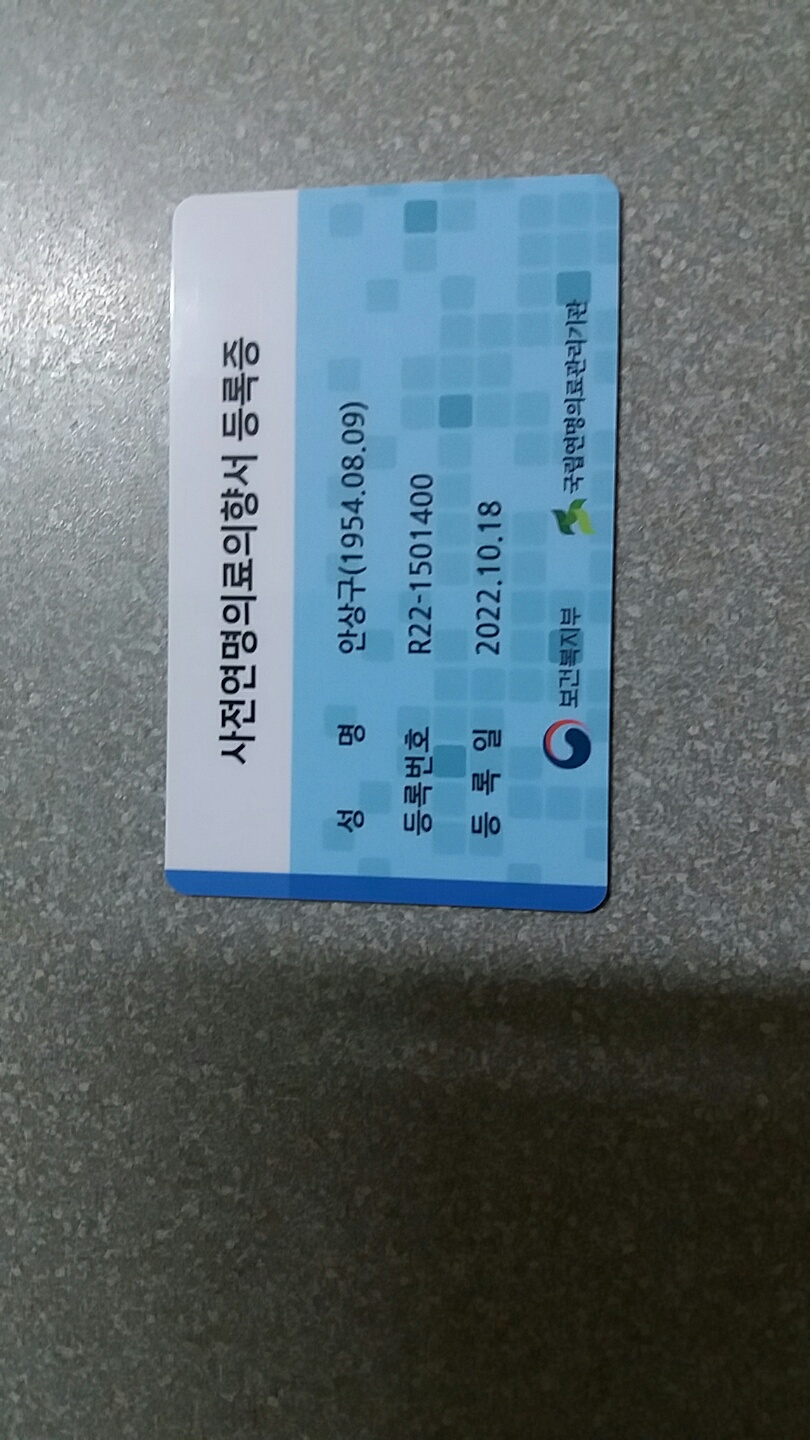 사전연명의료의향서 등록증
성 명 안상구(1954.08.09)
등록번호 R22-1501400
등 록 일 2022.10.18
보건복지부 국립연명의료관리기관